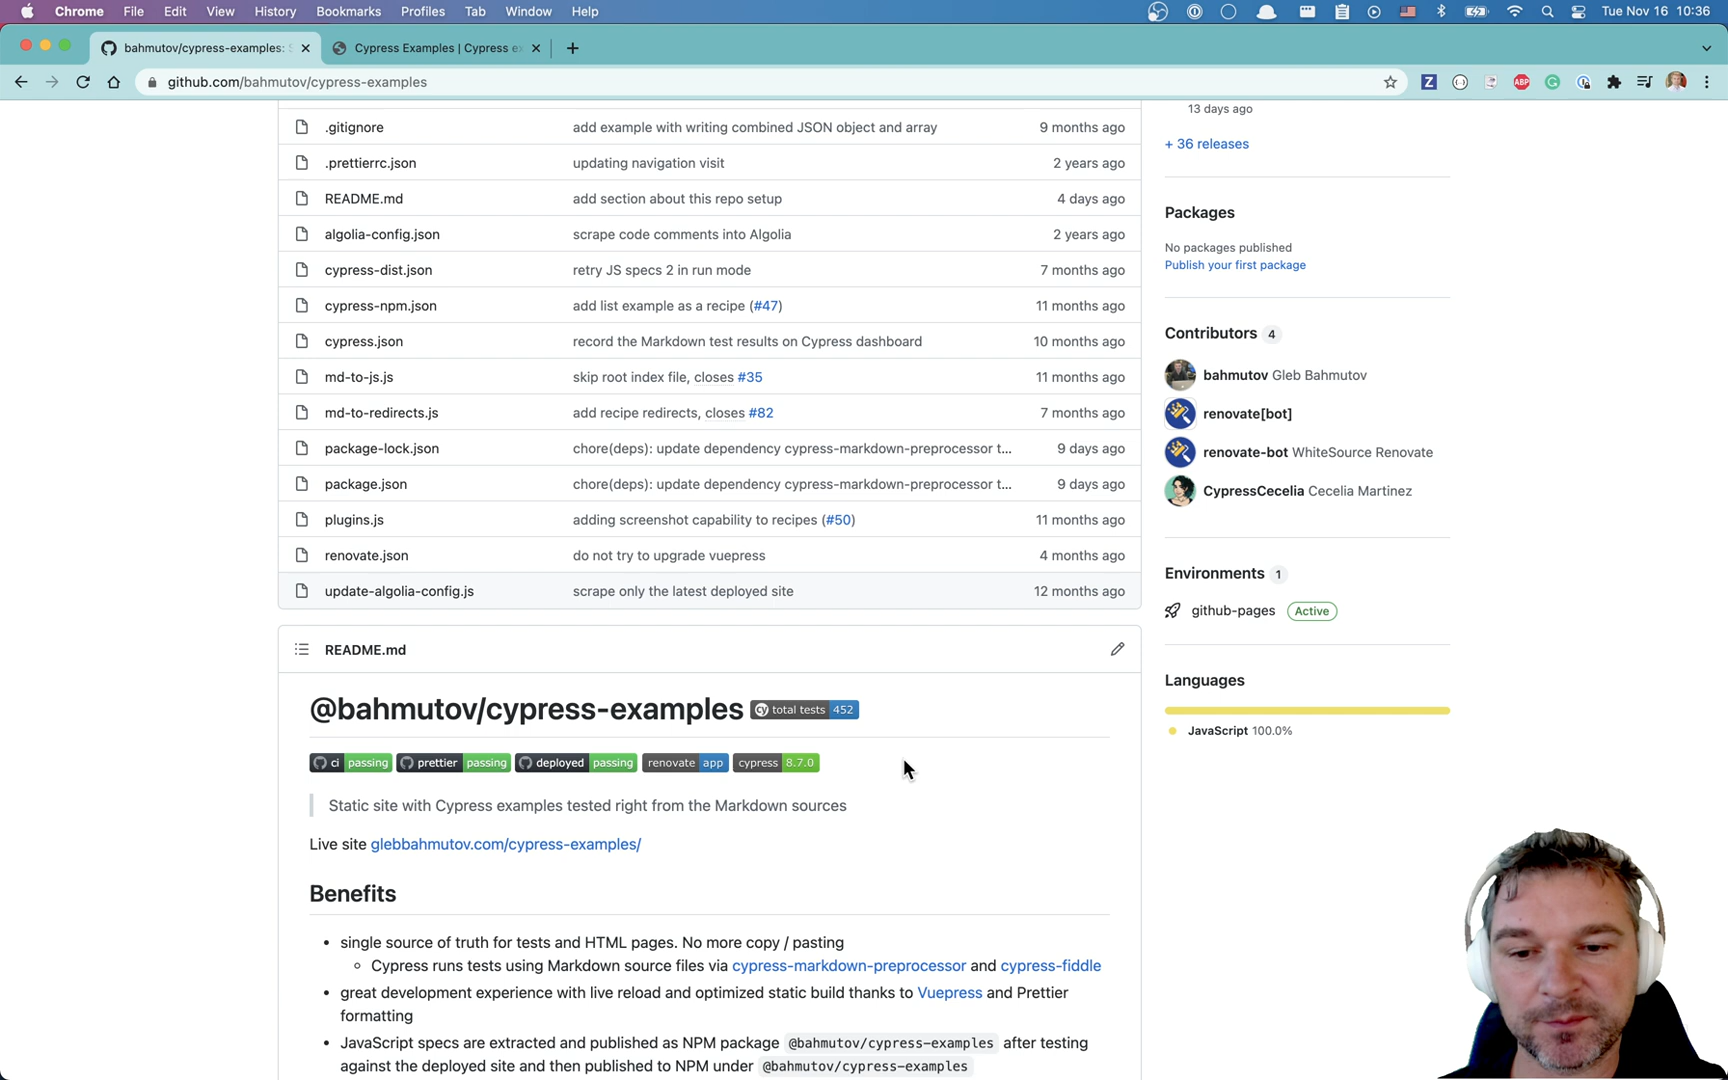 Chrome File Edit View History Bookmarks Profiles Tab Window Help Tue Nov 16 10:36
bahmutov/cypress-examples: Cypress Examples | Cypress ex
github.com/bahmutov/cypress-examples
.gitignore add example with writing combined JSON object and array 9 months ago
.prettierrc.json updating navigation visit 2 years ago
README.md add section about this repo setup 4 days ago
algolia-config.json scrape code comments into Algolia 2 years ago
cypress-dist.json retry JS specs 2 in run mode 7 months ago
cypress-npm.json add list example as a recipe (#47) 11 months ago
cypress.json record the Markdown test results on Cypress dashboard 10 months ago
md-to-js.js skip root index file, closes #35 11 months ago
md-to-redirects.js add recipe redirects, closes #82 7 months ago
package-lock.json chore(deps): update dependency cypress-markdown-preprocessor t... 9 days ago
package.json chore(deps): update dependency cypress-markdown-preprocessor t... 9 days ago
plugins.js adding screenshot capability to recipes (#50) 11 months ago
renovate.json do not try to upgrade vuepress 4 months ago
update-algolia-config.js scrape only the latest deployed site 12 months ago
README.md
@bahmutov/cypress-examples cy total tests 452
ci passing prettier passing deployed passing renovate app cypress 8.7.0
Static site with Cypress examples tested right from the Markdown sources
Live site glebbahmutov.com/cypress-examples/
Benefits
• single source of truth for tests and HTML pages. No more copy / pasting
◦ Cypress runs tests using Markdown source files via cypress-markdown-preprocessor and cypress-fiddle
• great development experience with live reload and optimized static build thanks to Vuepress and Prettier
formatting
• JavaScript specs are extracted and published as NPM package @bahmutov/cypress-examples after testing
against the deployed site and then published to NPM under @bahmutov/cypress-examples
13 days ago
+ 36 releases
Packages
No packages published
Publish your first package
Contributors 4
bahmutov Gleb Bahmutov
renovate[bot]
renovate-bot WhiteSource Renovate
CypressCecelia Cecelia Martinez
Environments 1
github-pages Active
Languages
JavaScript 100.0%